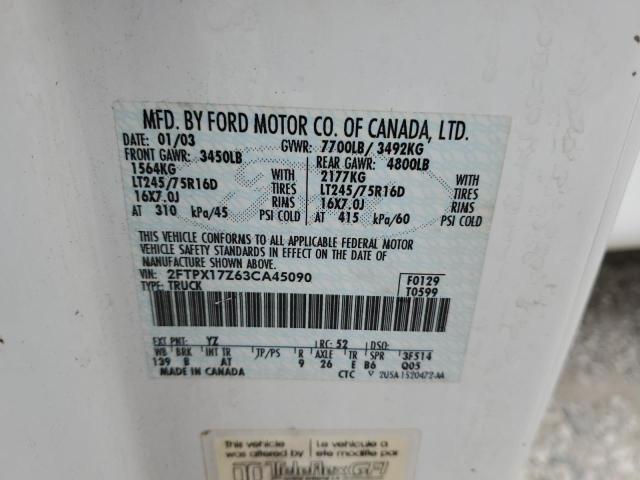 MFD. BY FORD MOTOR CO. OF CANADA, LTD.
DATE: 01/03 GVWR: 7700LB/ 3492KG
FRONT GAWR: 3450LB REAR GAWR: 4800LB
1564KG WITH 2177KG WITH
LT245/75R16D TIRES LT245/75R16D TIRES
16X7.0J RIMS 16X7.0J RIMS
AT 310 kPa/45 PSI COLD AT 415 kPa/60 PSI COLD
THIS VEHICLE CONFORMS TO ALL APPLICABLE FEDERAL MOTOR
VEHICLE SAFETY STANDARDS IN EFFECT ON THE DATE OF
MANUFACTURE SHOWN ABOVE.
VIN: 2FTPX17Z63CA45090 F0129
TYPE: TRUCK T0599
EXT PNT: YZ RC: 52 DSO:
WB BRK INT TR TP/PS R AXLE TR SPR 3F514
139 B AT 9 26 E B6 Q05
MADE IN CANADA CTC 2U5A 1520472-AA
This vehicle Le véhicule a
was altered by été modifié par